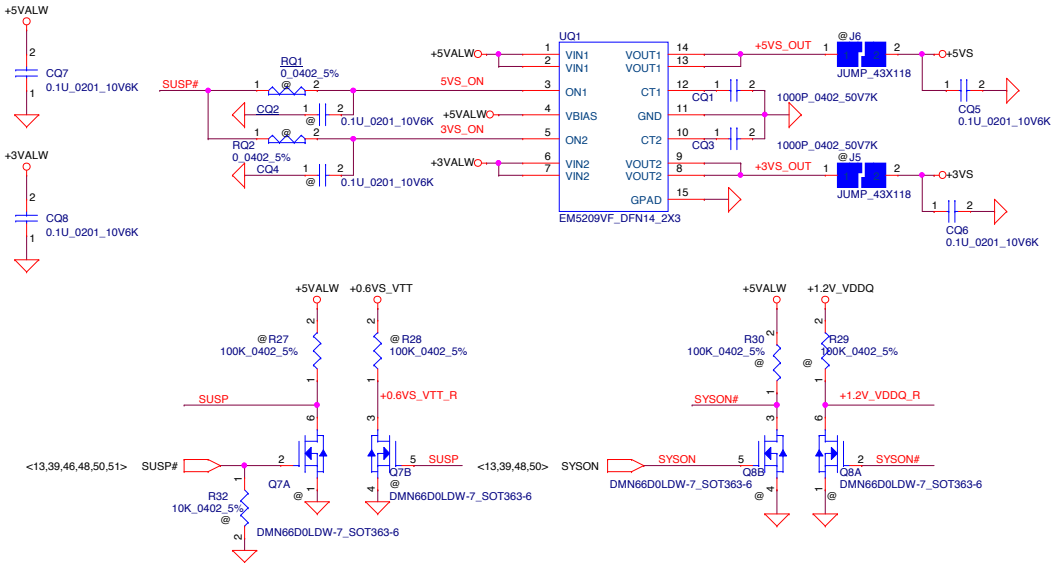 +5VALW
2
CQ7
0.1U_0201_10V6K
1
+3VALW
2
CQ8
0.1U_0201_10V6K
1
SUSP#
RQ1
0_0402_5%
1 @ 2
5VS_ON
CQ2
1 2
@
0.1U_0201_10V6K
3VS_ON
1 @ 2
RQ2
0_0402_5%
CQ4
1 2
@
0.1U_0201_10V6K
UQ1
+5VALW
1 VIN1 VOUT1 14
2 VIN1 VOUT1 13
3 ON1 CT1 12
+5VALW
4 VBIAS GND 11
5 ON2 CT2 10
+3VALW
6 VIN2 VOUT2 9
7 VIN2 VOUT2 8
GPAD 15
EM5209VF_DFN14_2X3
+5VS_OUT
@J6
1 1 2 2
JUMP_43X118
+5VS
1 2
CQ5
0.1U_0201_10V6K
1 2
CQ1
1000P_0402_50V7K
1 2
CQ3
1000P_0402_50V7K
+3VS_OUT
@J5
1 1 2 2
JUMP_43X118
+3VS
1 2
CQ6
0.1U_0201_10V6K
+5VALW
2
@R27
100K_0402_5%
1
SUSP
6
<13,39,46,48,50,51>
SUSP#
2
Q7A
@
1
1
R32
10K_0402_5%
@
2
DMN66D0LDW-7_SOT363-6
+0.6VS_VTT
2
@R28
100K_0402_5%
1
+0.6VS_VTT_R
3
5
SUSP
Q7B
@
4
DMN66D0LDW-7_SOT363-6
+5VALW
2
R30
100K_0402_5%
@
1
SYSON#
3
<13,39,48,50>
SYSON
SYSON
5
Q8B
DMN66D0LDW-7_SOT363-6
@
4
+1.2V_VDDQ
2
R29
100K_0402_5%
@
1
+1.2V_VDDQ_R
6
2
SYSON#
Q8A
DMN66D0LDW-7_SOT363-6
@
1